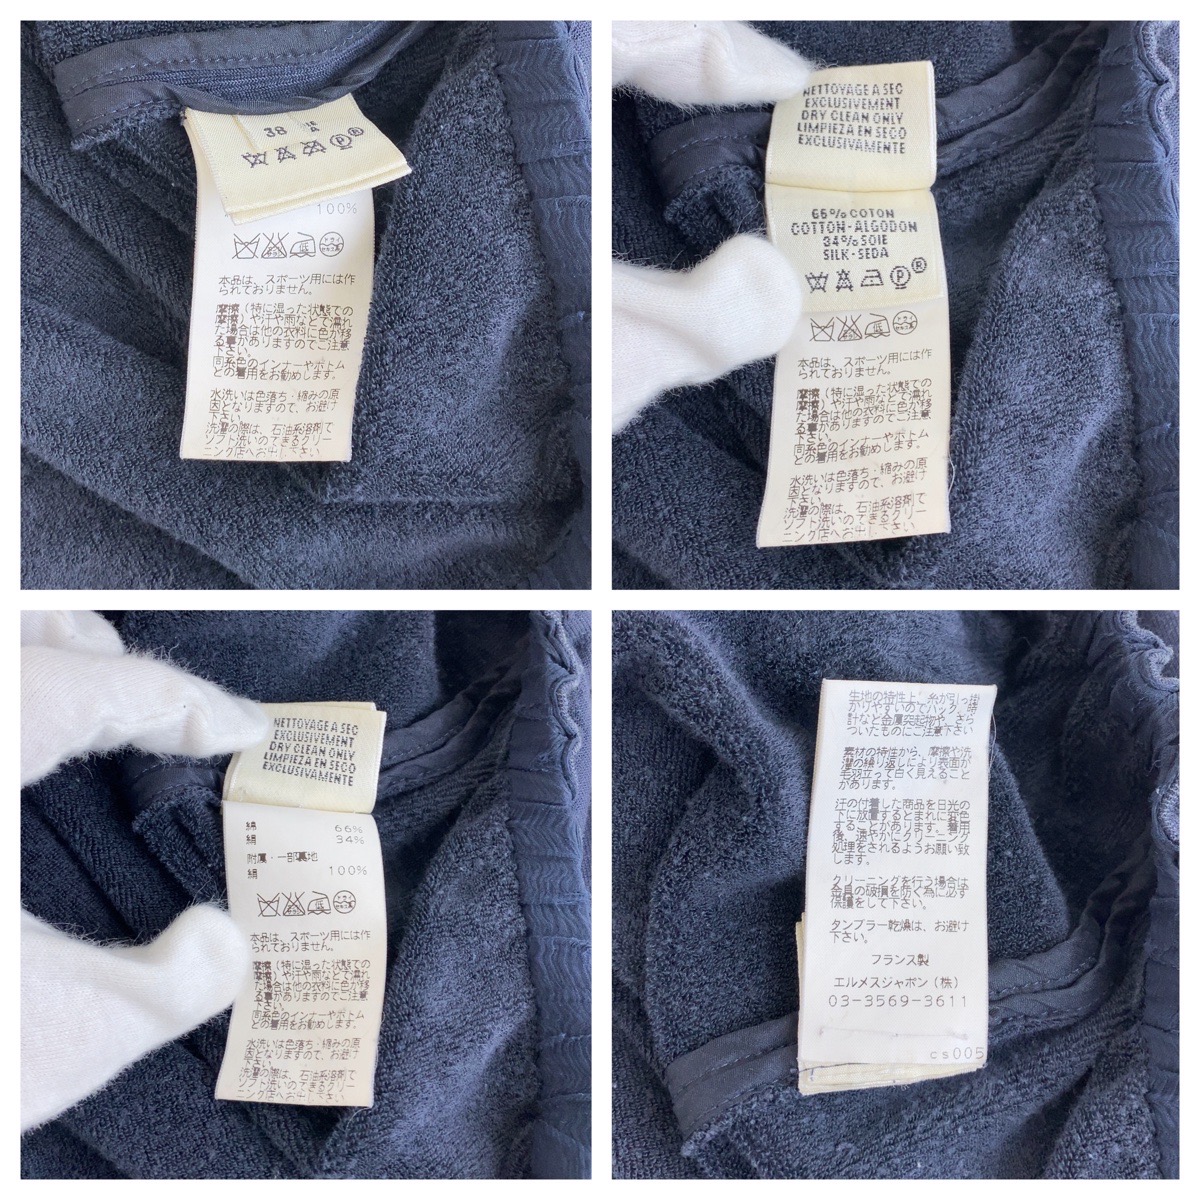 38
100%
本品は、スポーツ用には作
られておりません。
摩擦(特に湿った状態での
摩擦)や汗や雨などで濡れ
た場合は他の衣料に色が移
る事がありますのでご注意
下さい。
同系色のインナーやボトム
との着用をお勧めします。
水洗いは色落ち・縮みの原
因となりますので、お避け
下さい。
洗濯の際は、石油系溶剤で
ソフト洗いのできるクリー
ニング店へお出し下さい。
NETTOYAGE A SEC
EXCLUSIVEMENT
DRY CLEAN ONLY
LIMPIEZA EN SECO
EXCLUSIVAMENTE
66% COTON
COTTON-ALGODON
34% SOIE
SILK-SEDA
本品は、スポーツ用には作
られておりません。
摩擦(特に湿った状態での
摩擦)や汗や雨などで濡れ
た場合は他の衣料に色が移
る事がありますのでご注意
下さい。
同系色のインナーやボトム
との着用をお勧めします。
水洗いは色落ち・縮みの原
因となりますので、お避け
下さい。
洗濯の際は、石油系溶剤で
ソフト洗いのできるクリー
ニング店へお出し下さい。
NETTOYAGE A SEC
EXCLUSIVEMENT
DRY CLEAN ONLY
LIMPIEZA EN SECO
EXCLUSIVAMENTE
綿 66%
絹 34%
附属・一部裏地
絹 100%
本品は、スポーツ用には作
られておりません。
摩擦(特に湿った状態での
摩擦)や汗や雨などで濡れ
た場合は他の衣料に色が移
る事がありますのでご注意
下さい。
同系色のインナーやボトム
との着用をお勧めします。
水洗いは色落ち・縮みの原
因となりますので、お避け
下さい。
洗濯の際は、石油系溶剤で
ソフト洗いのできるクリー
ニング店へお出し下さい。
生地の特性上、糸が引っ掛
かりやすいのでバッグ、時
計など金属突起物や、ささら
ついたものにご注意下さい
素材の特性から、摩擦や洗
濯の繰り返しにより表面が
毛羽立って白く見えること
があります。
汗の付着した商品を日光の
下に放置するとまれに変色
することがあります。着用
後、速やかにクリーニング
処理をされるようお願い致
します。
クリーニングを行う場合は
金具の破損を防ぐ為に必ず
保護をして下さい。
タンブラー乾燥は、お避け
下さい。
フランス製
エルメスジャポン(株)
03-3569-3611
cs005